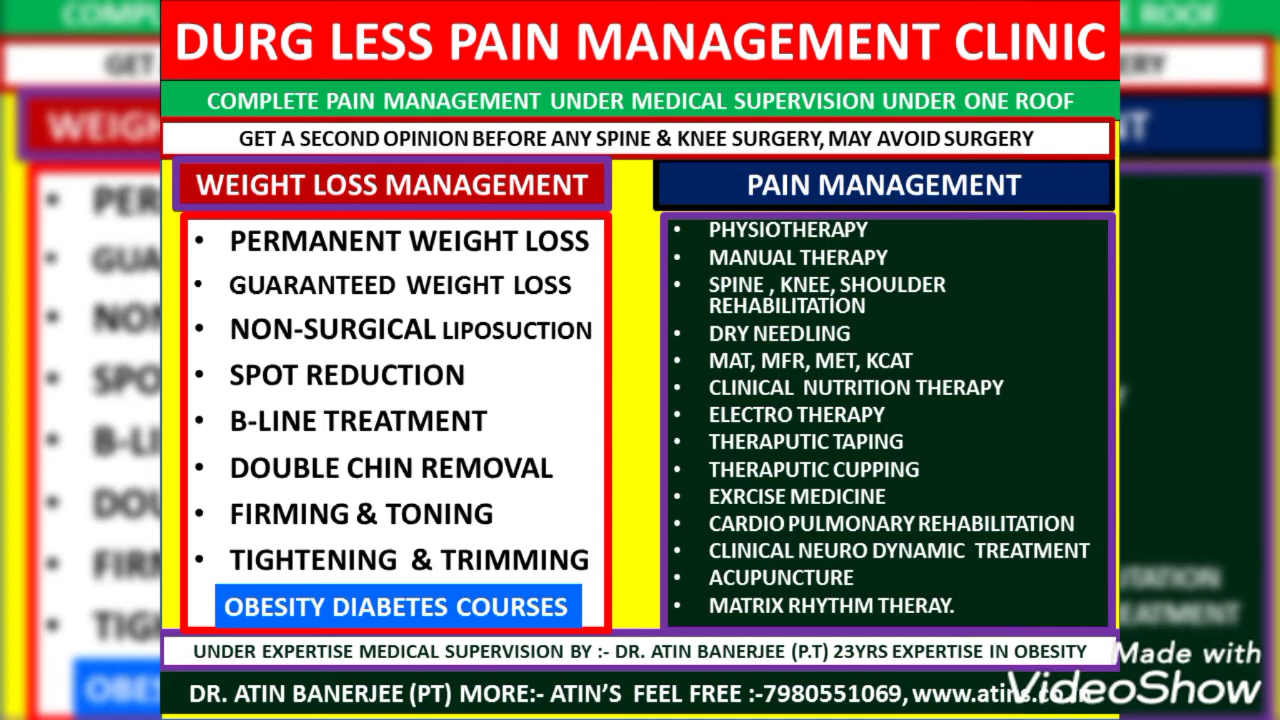 DURG LESS PAIN MANAGEMENT CLINIC
COMPLETE PAIN MANAGEMENT UNDER MEDICAL SUPERVISION UNDER ONE ROOF
GET A SECOND OPINION BEFORE ANY SPINE & KNEE SURGERY, MAY AVOID SURGERY
WEIGHT LOSS MANAGEMENT
• PERMANENT WEIGHT LOSS
• GUARANTEED WEIGHT LOSS
• NON-SURGICAL LIPOSUCTION
• SPOT REDUCTION
• B-LINE TREATMENT
• DOUBLE CHIN REMOVAL
• FIRMING & TONING
• TIGHTENING & TRIMMING
OBESITY DIABETES COURSES
PAIN MANAGEMENT
• PHYSIOTHERAPY
• MANUAL THERAPY
• SPINE , KNEE, SHOULDER
REHABILITATION
• DRY NEEDLING
• MAT, MFR, MET, KCAT
• CLINICAL NUTRITION THERAPY
• ELECTRO THERAPY
• THERAPUTIC TAPING
• THERAPUTIC CUPPING
• EXRCISE MEDICINE
• CARDIO PULMONARY REHABILITATION
• CLINICAL NEURO DYNAMIC TREATMENT
• ACUPUNCTURE
• MATRIX RHYTHM THERAY.
UNDER EXPERTISE MEDICAL SUPERVISION BY :- DR. ATIN BANERJEE (P.T) 23YRS EXPERTISE IN OBESITY
DR. ATIN BANERJEE (PT) MORE:- ATIN'S FEEL FREE :-7980551069,
Made with
VideoShow